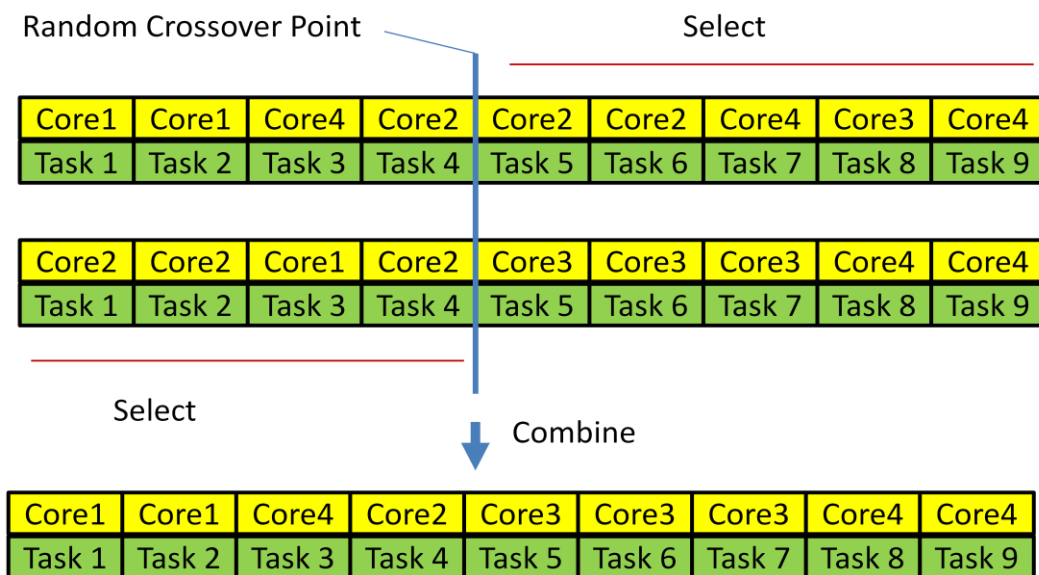 Random Crossover Point Select
Core1 Core1 Core4 Core2 Core2 Core2 Core4 Core3 Core4
Task 1 Task 2 Task 3 Task 4 Task 5 Task 6 Task 7 Task 8 Task 9
Core2 Core2 Core1 Core2 Core3 Core3 Core3 Core4 Core4
Task 1 Task 2 Task 3 Task 4 Task 5 Task 6 Task 7 Task 8 Task 9
Select
Combine
Core1 Core1 Core4 Core2 Core3 Core3 Core3 Core4 Core4
Task 1 Task 2 Task 3 Task 4 Task 5 Task 6 Task 7 Task 8 Task 9